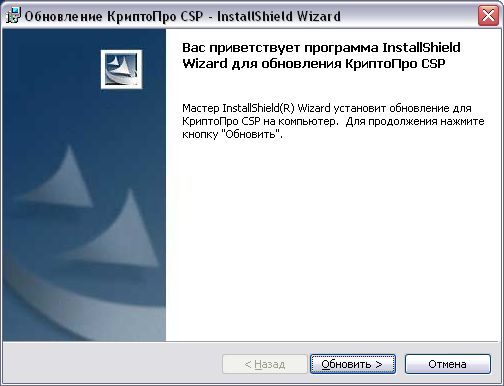 Обновление КриптоПро CSP - InstallShield Wizard
Вас приветствует программа InstallShield
Wizard для обновления КриптоПро CSP
Мастер InstallShield(R) Wizard установит обновление для
КриптоПро CSP на компьютер. Для продолжения нажмите
кнопку "Обновить".
< Назад
Обновить >
Отмена